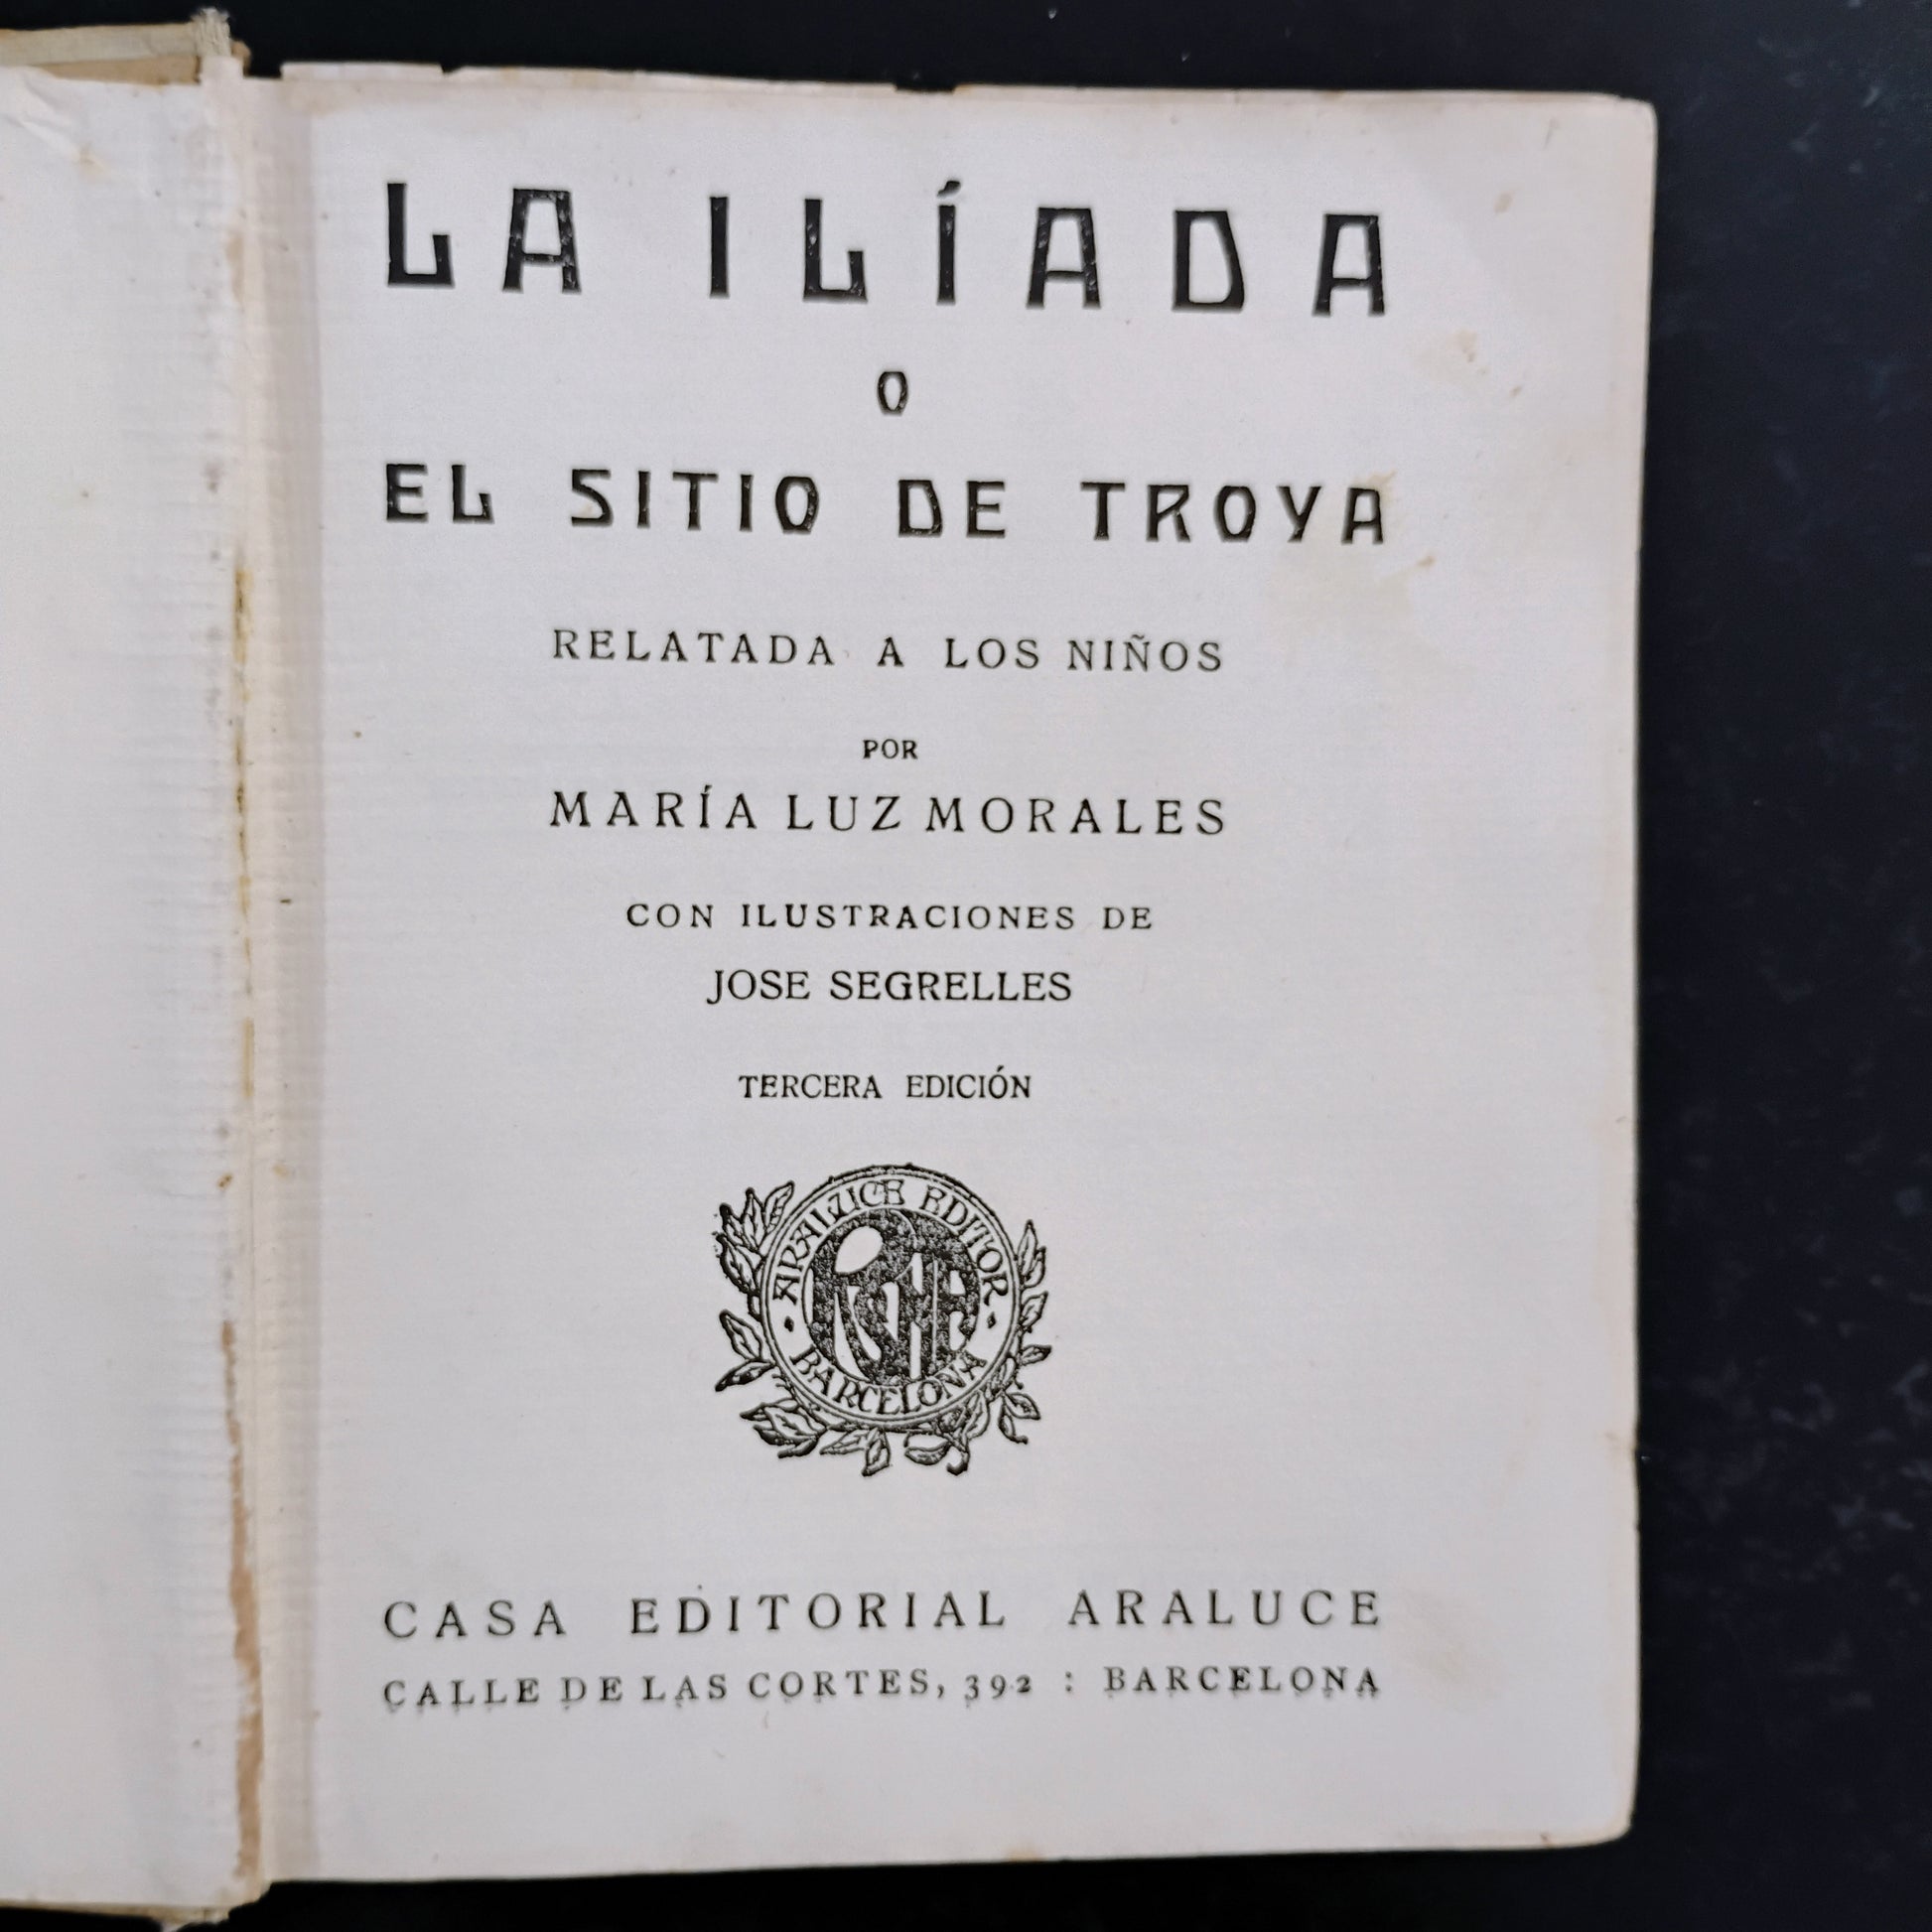 LA ILÍADA
O
EL SITIO DE TROYA
RELATADA A LOS NIÑOS
POR
MARÍA LUZ MORALES
CON ILUSTRACIONES DE
JOSE SEGRELLES
TERCERA EDICIÓN
ARALUCE EDITOR
BARCELONA
CASA EDITORIAL ARALUCE
CALLE DE LAS CORTES, 392 : BARCELONA